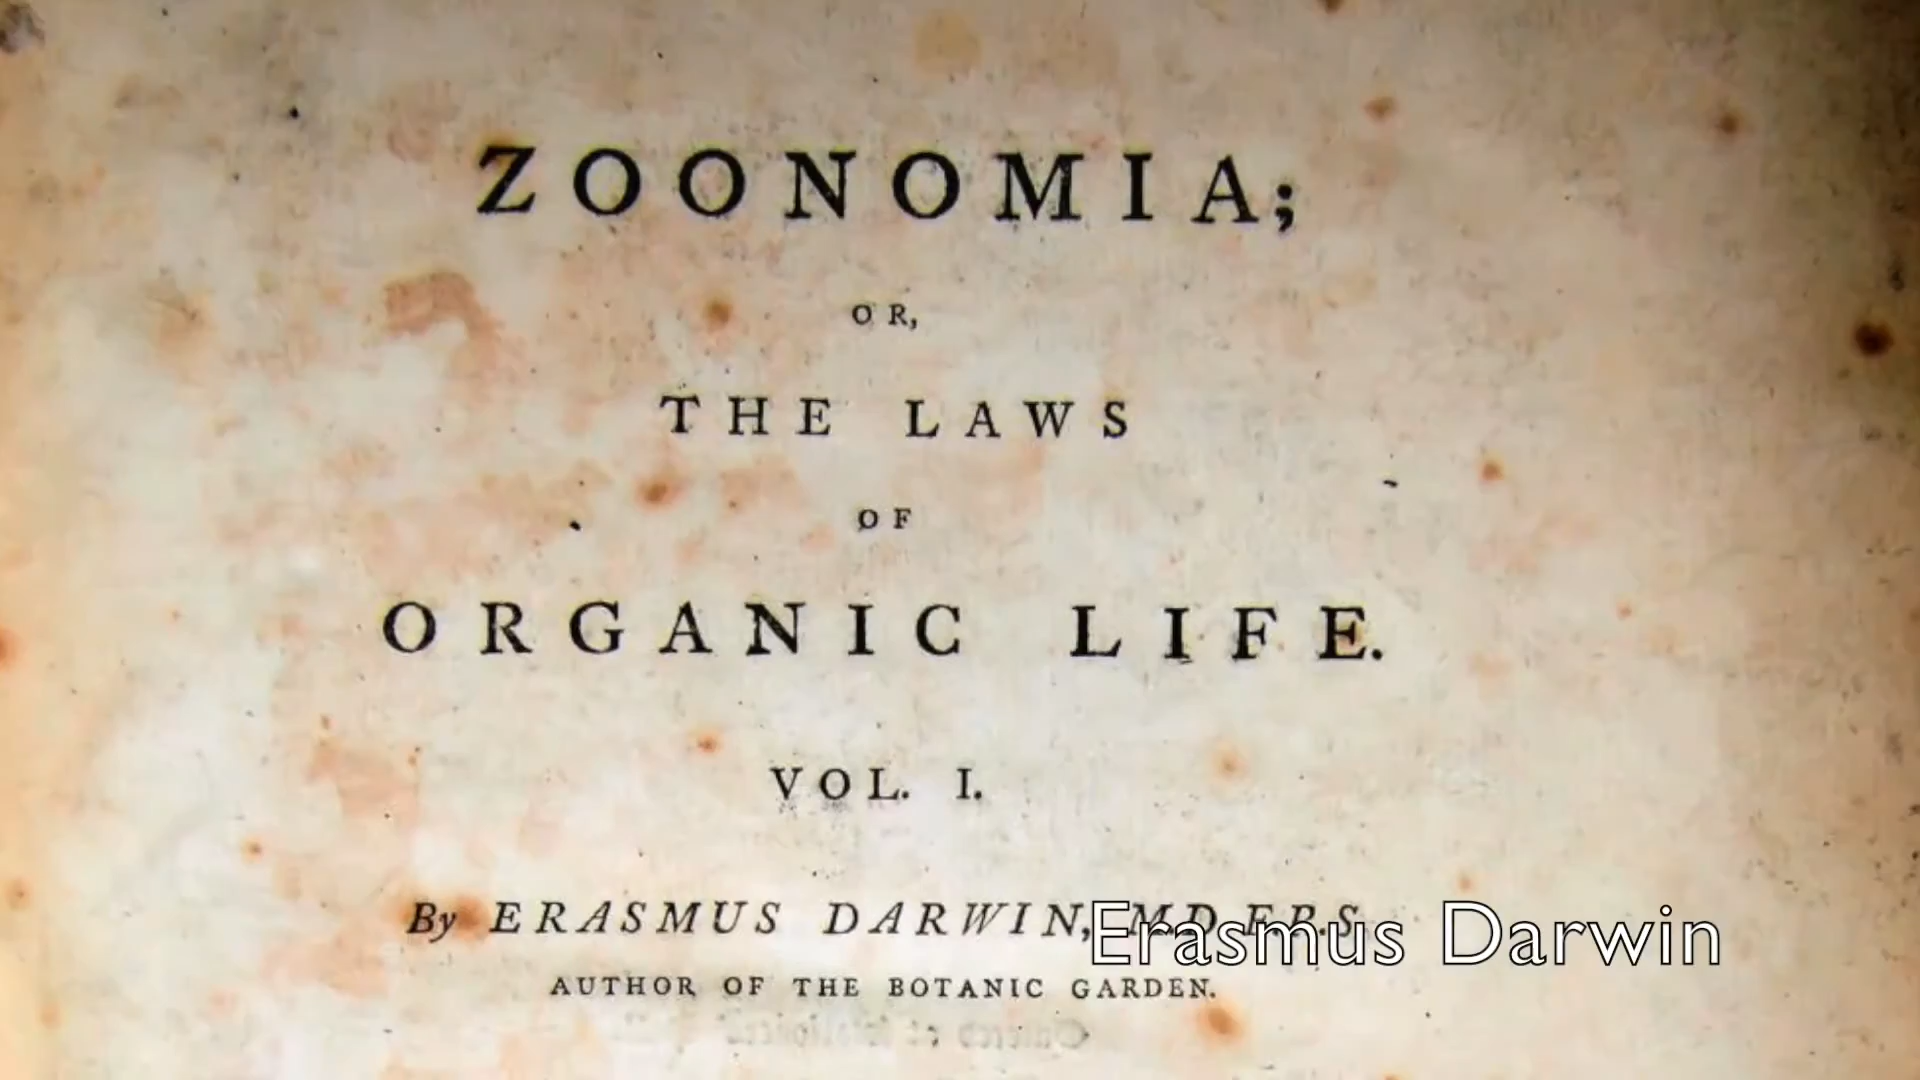 ZOONOMIA;
OR,
THE LAWS
OF
ORGANIC LIFE.
VOL. I.
By ERASMUS DARWIN, M.D. F.R.S.
Erasmus Darwin
AUTHOR OF THE BOTANIC GARDEN.